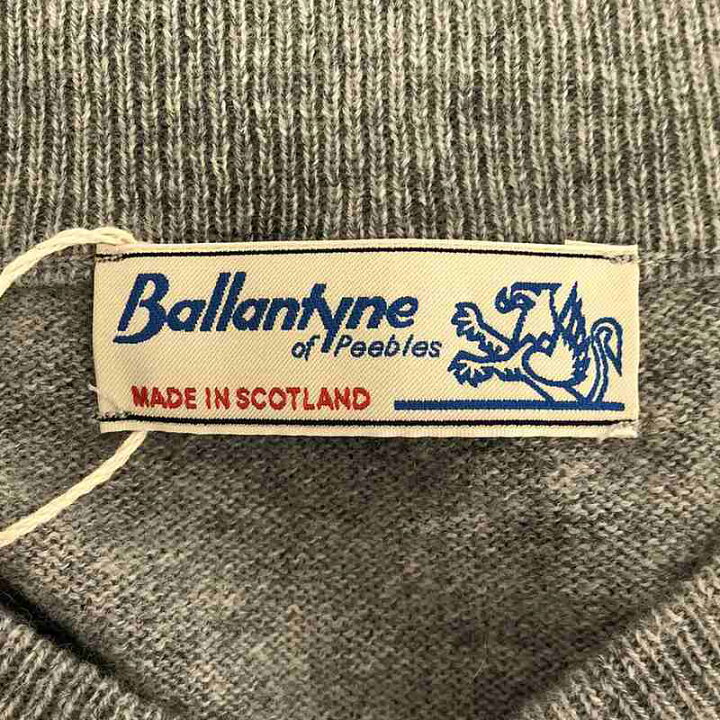 Ballantyne
of Peebles
MADE IN SCOTLAND